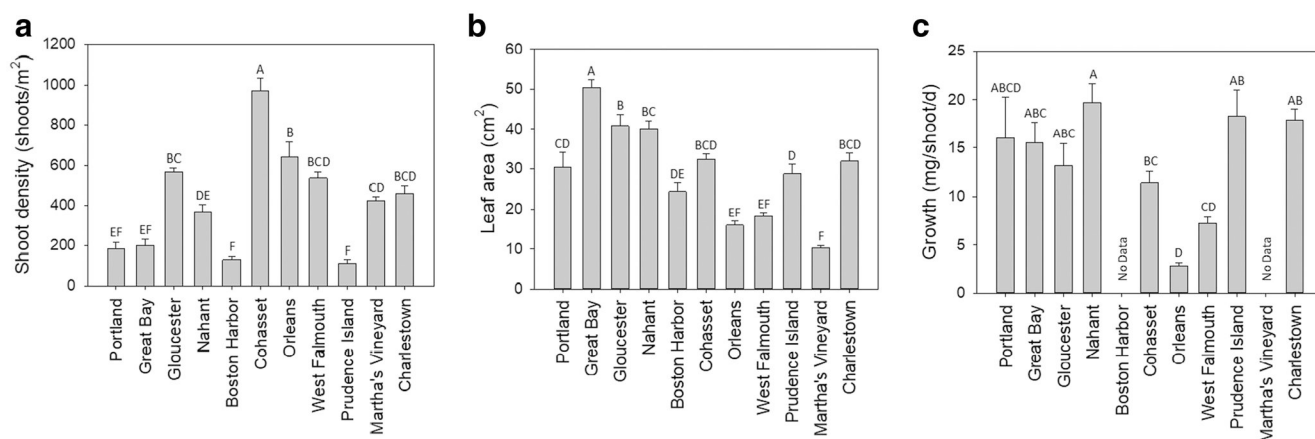 a
Shoot density (shoots/m²)
1200
1000
800
600
400
200
0
EF
EF
BC
DE
F
A
B
BCD
F
CD
BCD
Portland
Great Bay
Gloucester
Nahant
Boston Harbor
Cohasset
Orleans
West Falmouth
Prudence Island
Martha's Vineyard
Charlestown
b
Leaf area (cm²)
60
50
40
30
20
10
0
CD
A
B
BC
DE
BCD
EF
EF
D
F
BCD
Portland
Great Bay
Gloucester
Nahant
Boston Harbor
Cohasset
Orleans
West Falmouth
Prudence Island
Martha's Vineyard
Charlestown
c
Growth (mg/shoot/d)
25
20
15
10
5
0
ABCD
ABC
ABC
A
No Data
BC
D
CD
AB
No Data
AB
Portland
Great Bay
Gloucester
Nahant
Boston Harbor
Cohasset
Orleans
West Falmouth
Prudence Island
Martha's Vineyard
Charlestown